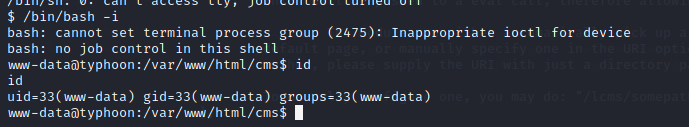 /bin/sh: 0: can't access tty; job control turned off
$ /bin/bash -i
bash: cannot set terminal process group (2475): Inappropriate ioctl for device
bash: no job control in this shell
www-data@typhoon:/var/www/html/cms$ id
id
uid=33(www-data) gid=33(www-data) groups=33(www-data)
www-data@typhoon:/var/www/html/cms$